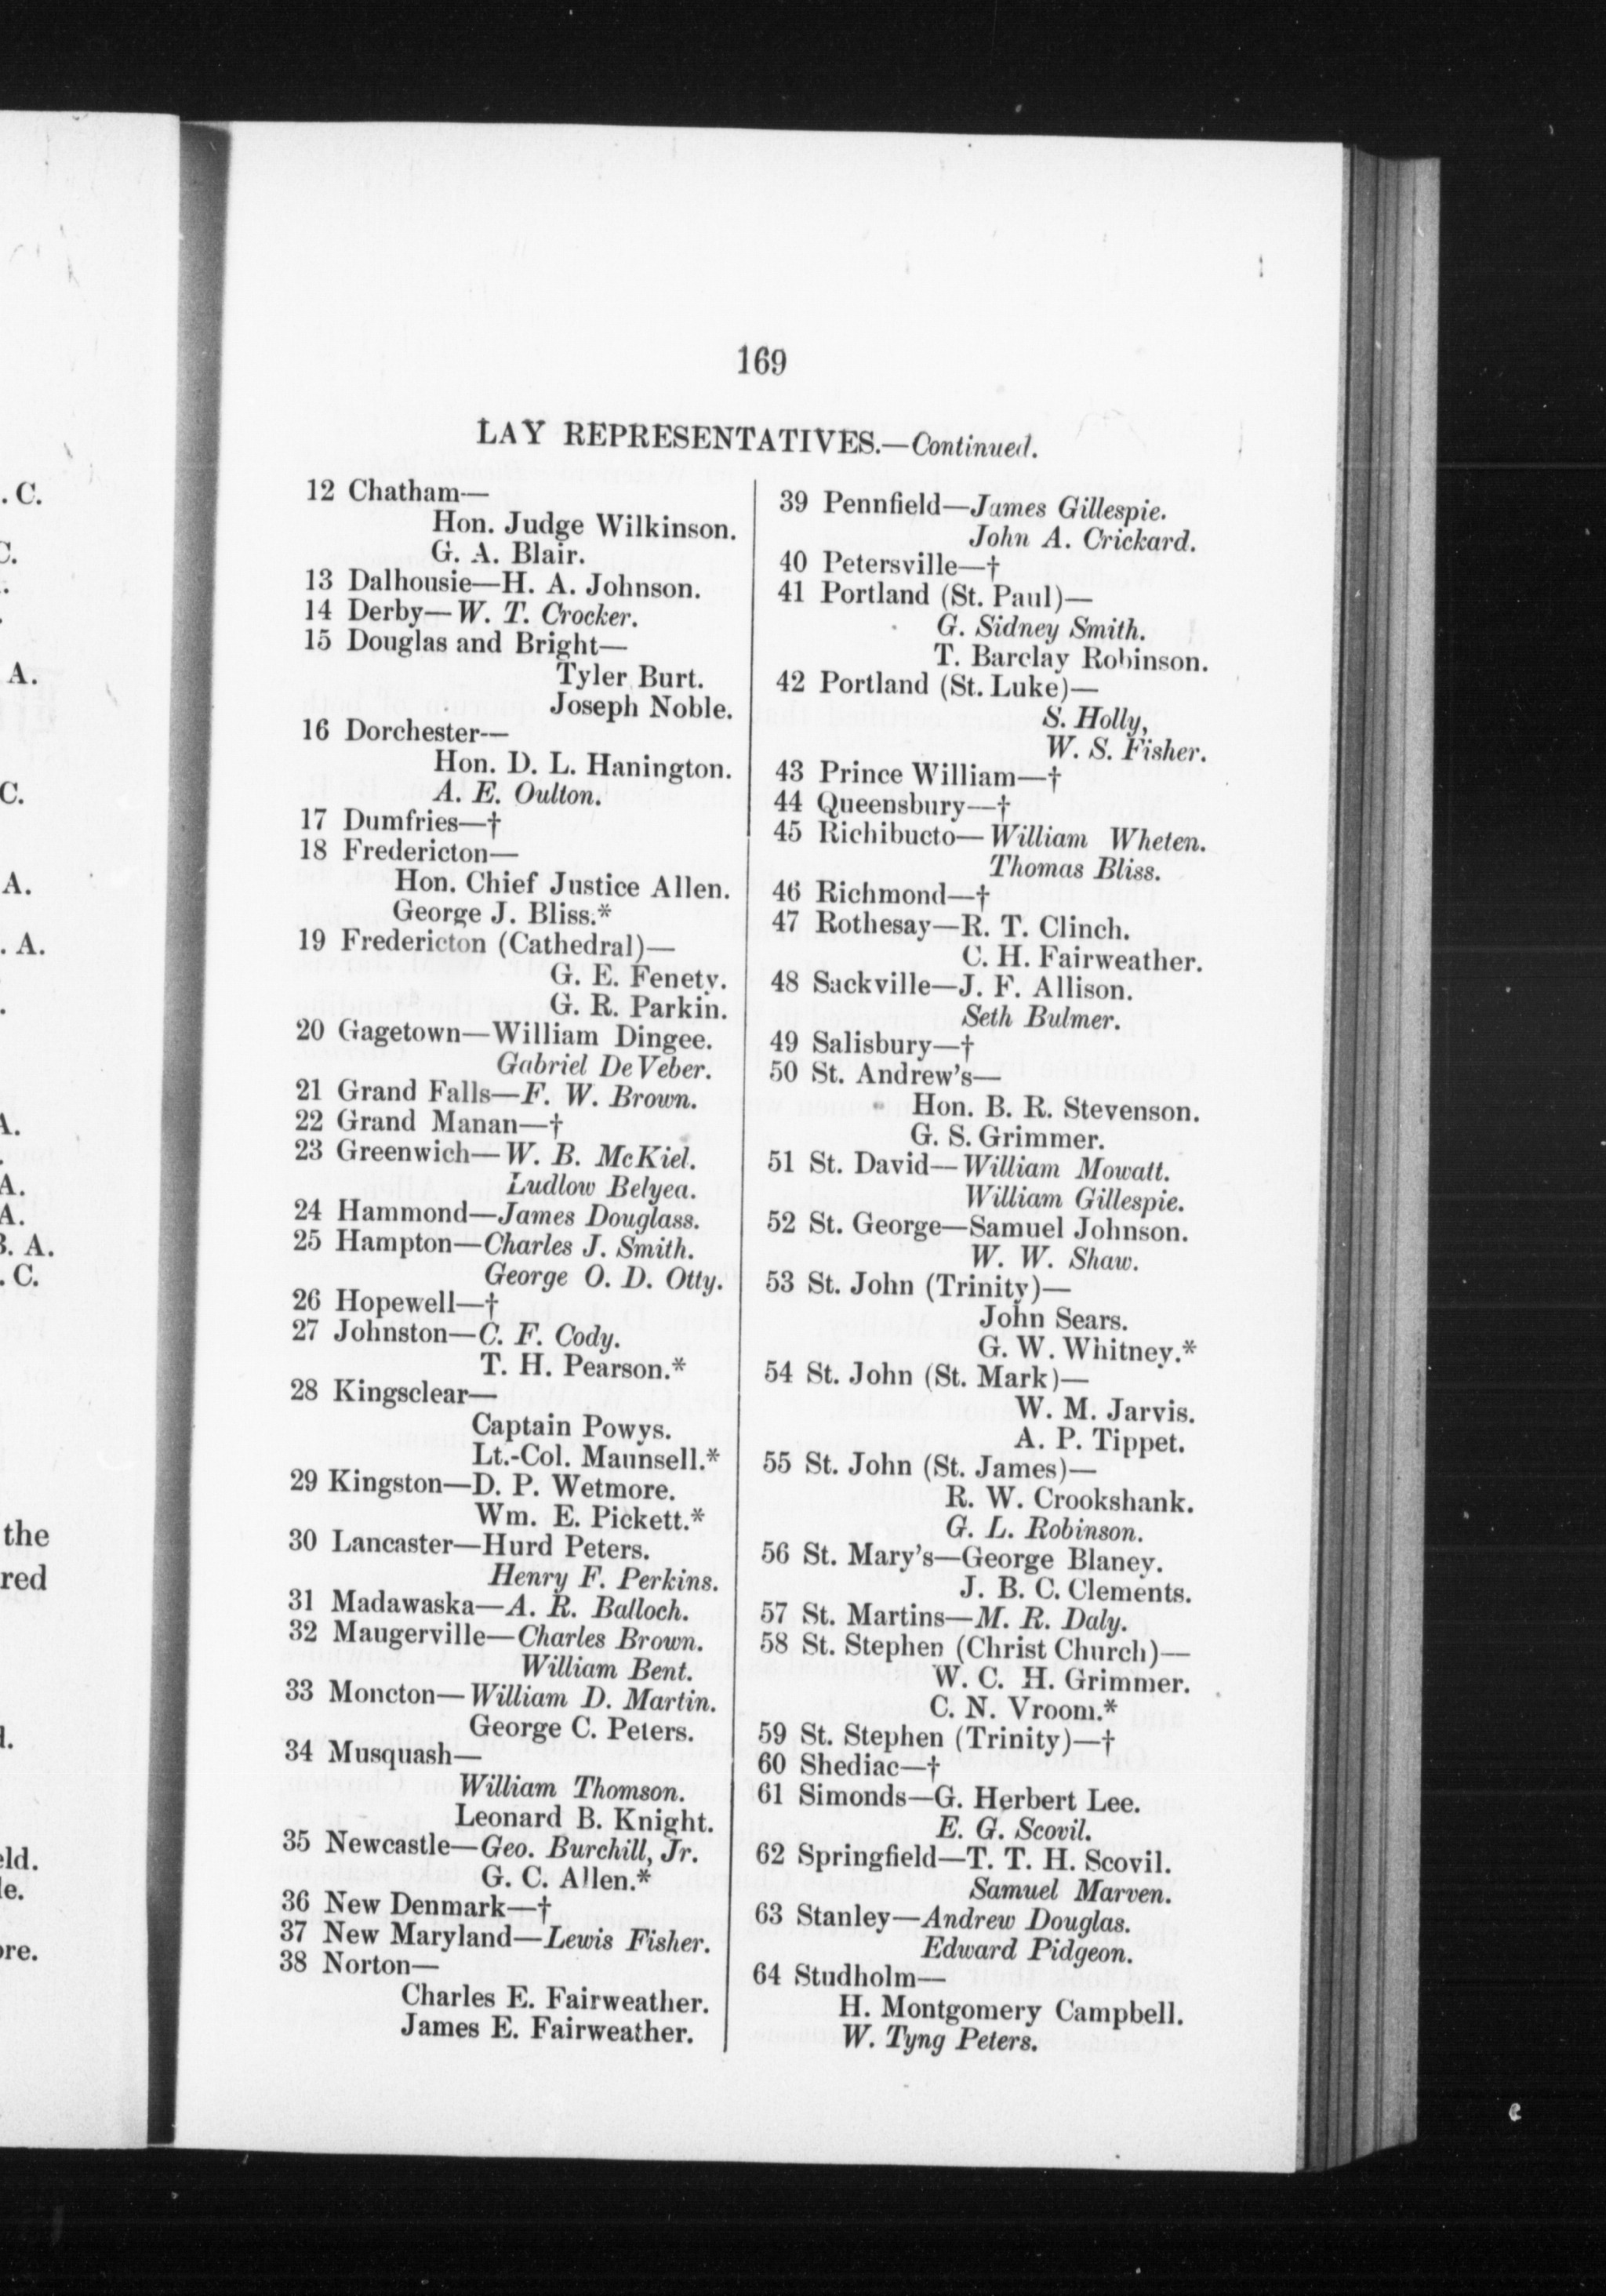 169
LAY REPRESENTATIVES.—Continued.
12 Chatham—
Hon. Judge Wilkinson.
G. A. Blair.
13 Dalhousie—H. A. Johnson.
14 Derby—W. T. Crocker.
15 Douglas and Bright—
Tyler Burt.
Joseph Noble.
16 Dorchester—
Hon. D. L. Hanington.
A. E. Oulton.
17 Dumfries—†
18 Fredericton—
Hon. Chief Justice Allen.
George J. Bliss.*
19 Fredericton (Cathedral)—
G. E. Fenety.
G. R. Parkin.
20 Gagetown—William Dingee.
Gabriel De Veber.
21 Grand Falls—F. W. Brown.
22 Grand Manan—†
23 Greenwich—W. B. McKiel.
Ludlow Belyea.
24 Hammond—James Douglass.
25 Hampton—Charles J. Smith.
George O. D. Otty.
26 Hopewell—†
27 Johnston—C. F. Cody.
T. H. Pearson.*
28 Kingsclear—
Captain Powys.
Lt.-Col. Maunsell.*
29 Kingston—D. P. Wetmore.
Wm. E. Pickett.*
30 Lancaster—Hurd Peters.
Henry F. Perkins.
31 Madawaska—A. R. Balloch.
32 Maugerville—Charles Brown.
William Bent.
33 Moncton—William D. Martin.
George C. Peters.
34 Musquash—
William Thomson.
Leonard B. Knight.
35 Newcastle—Geo. Burchill, Jr.
G. C. Allen.*
36 New Denmark—†
37 New Maryland—Lewis Fisher.
38 Norton—
Charles E. Fairweather.
James E. Fairweather.
39 Pennfield—James Gillespie.
John A. Crickard.
40 Petersville—†
41 Portland (St. Paul)—
G. Sidney Smith.
T. Barclay Robinson.
42 Portland (St. Luke)—
S. Holly,
W. S. Fisher.
43 Prince William—†
44 Queensbury—†
45 Richibucto—William Wheten.
Thomas Bliss.
46 Richmond—†
47 Rothesay—R. T. Clinch.
C. H. Fairweather.
48 Sackville—J. F. Allison.
Seth Bulmer.
49 Salisbury—†
50 St. Andrew's—
Hon. B. R. Stevenson.
G. S. Grimmer.
51 St. David—William Mowatt.
William Gillespie.
52 St. George—Samuel Johnson.
W. W. Shaw.
53 St. John (Trinity)—
John Sears.
G. W. Whitney.*
54 St. John (St. Mark)—
W. M. Jarvis.
A. P. Tippet.
55 St. John (St. James)—
R. W. Crookshank.
G. L. Robinson.
56 St. Mary's—George Blaney.
J. B. C. Clements.
57 St. Martins—M. R. Daly.
58 St. Stephen (Christ Church)—
W. C. H. Grimmer.
C. N. Vroom.*
59 St. Stephen (Trinity)—†
60 Shediac—†
61 Simonds—G. Herbert Lee.
E. G. Scovil.
62 Springfield—T. T. H. Scovil.
Samuel Marven.
63 Stanley—Andrew Douglas.
Edward Pidgeon.
64 Studholm—
H. Montgomery Campbell.
W. Tyng Peters.